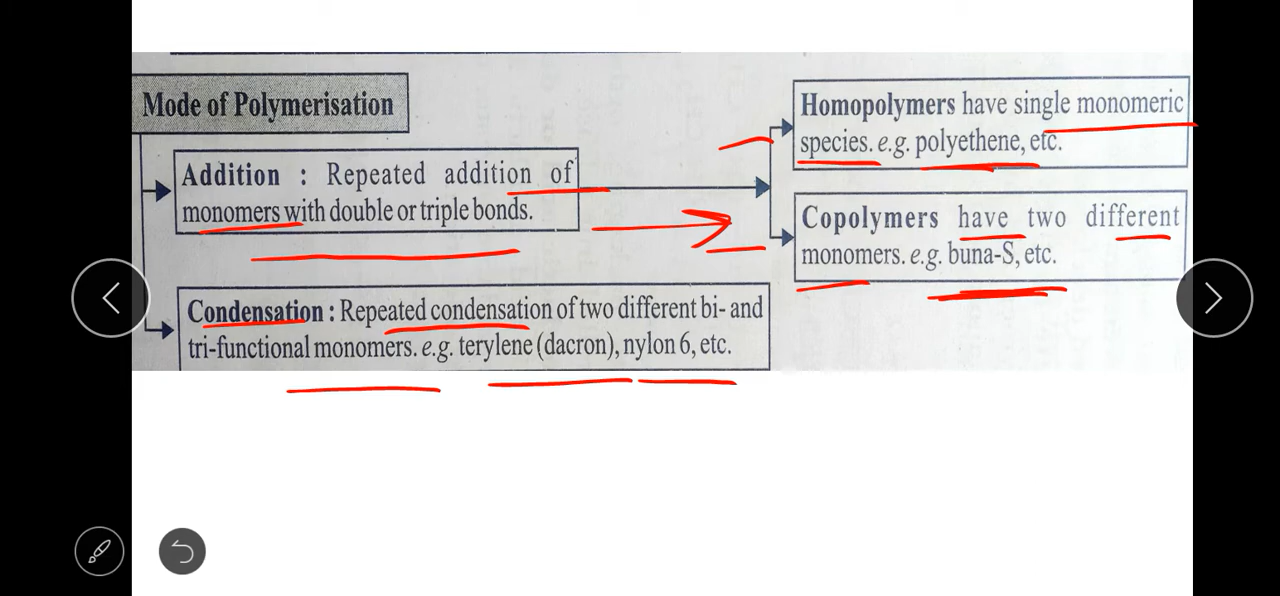 Mode of Polymerisation
Addition : Repeated addition of
monomers with double or triple bonds.
Condensation : Repeated condensation of two different bi- and
tri-functional monomers. e.g. terylene (dacron), nylon 6, etc.
Homopolymers have single monomeric
species. e.g. polyethene, etc.
Copolymers have two different
monomers. e.g. buna-S, etc.